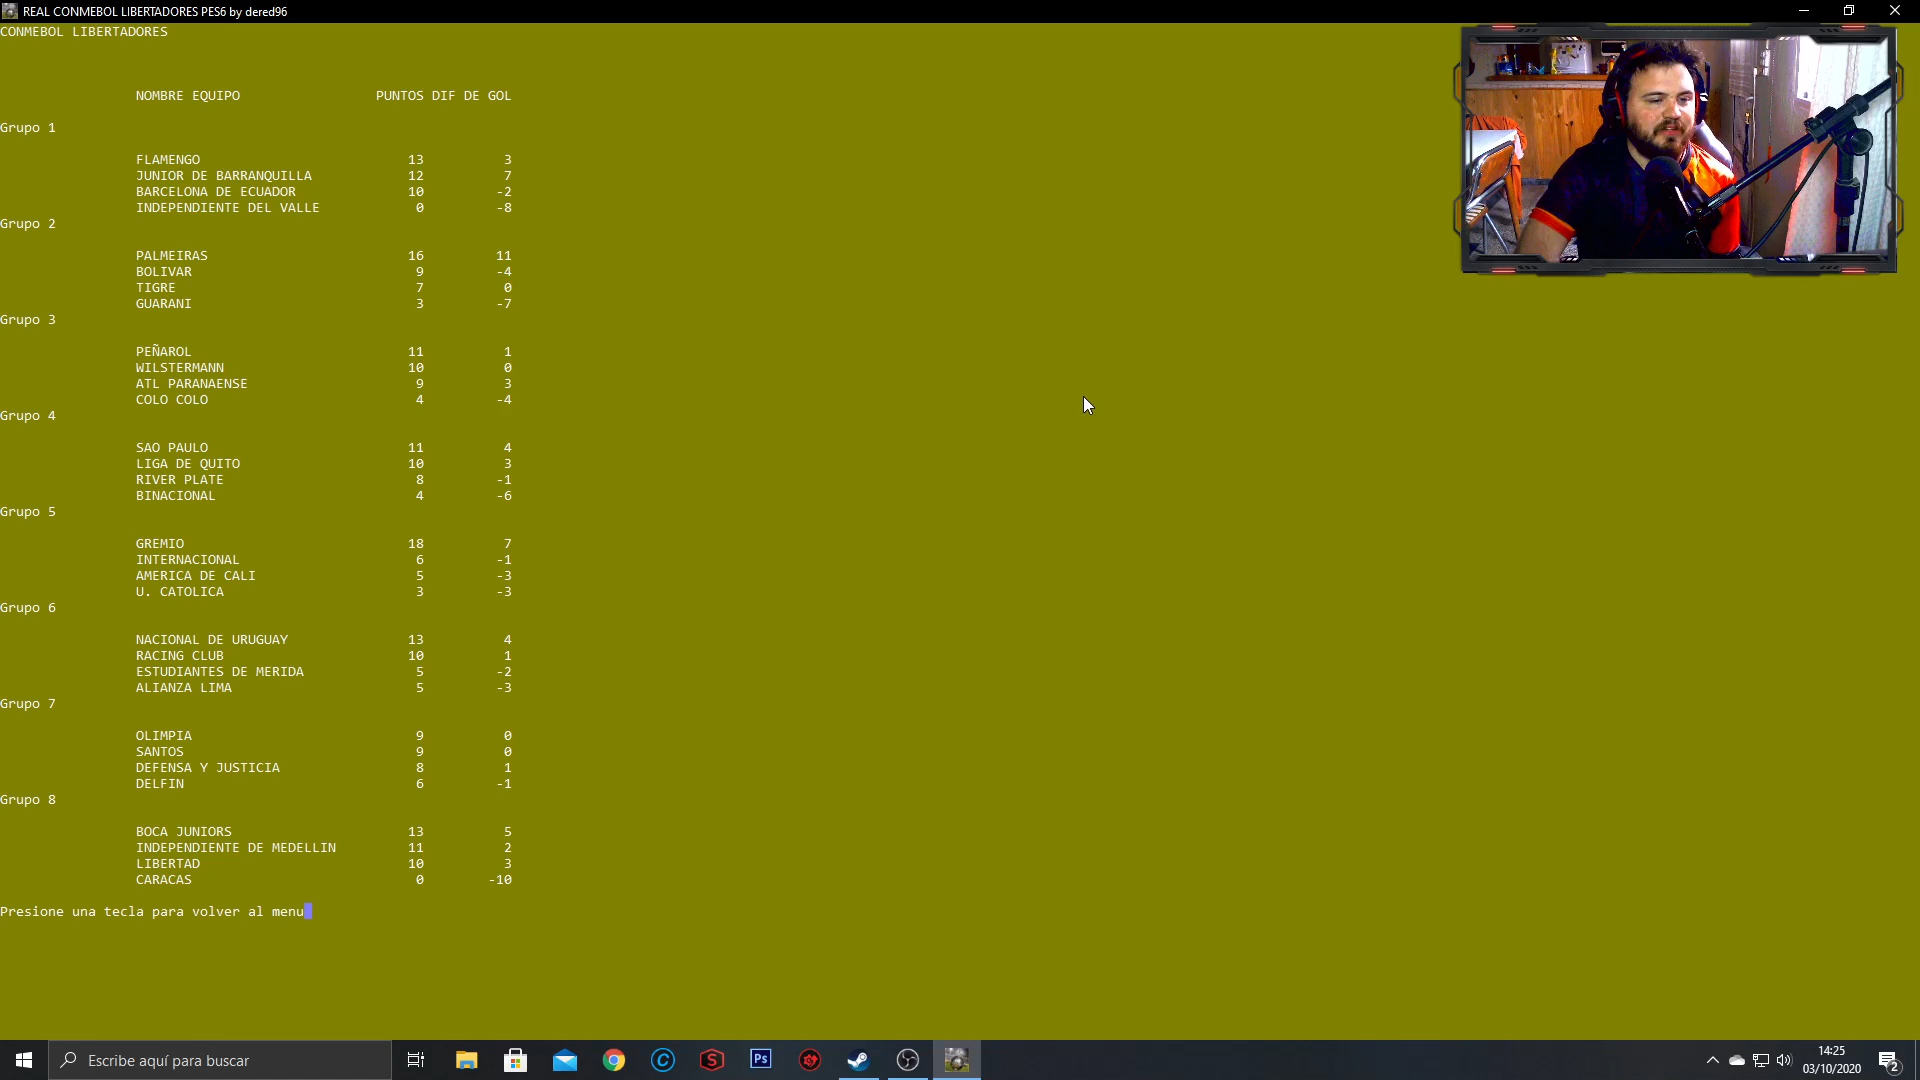 REAL CONMEBOL LIBERTADORES PES6 by dered96
CONMEBOL LIBERTADORES
NOMBRE EQUIPO PUNTOS DIF DE GOL
Grupo 1
FLAMENGO 13 3
JUNIOR DE BARRANQUILLA 12 7
BARCELONA DE ECUADOR 10 -2
INDEPENDIENTE DEL VALLE 0 -8
Grupo 2
PALMEIRAS 16 11
BOLIVAR 9 -4
TIGRE 7 0
GUARANI 3 -7
Grupo 3
PEÑAROL 11 1
WILSTERMANN 10 0
ATL PARANAENSE 9 3
COLO COLO 4 -4
Grupo 4
SAO PAULO 11 4
LIGA DE QUITO 10 3
RIVER PLATE 8 -1
BINACIONAL 4 -6
Grupo 5
GREMIO 18 7
INTERNACIONAL 6 -1
AMERICA DE CALI 5 -3
U. CATOLICA 3 -3
Grupo 6
NACIONAL DE URUGUAY 13 4
RACING CLUB 10 1
ESTUDIANTES DE MERIDA 5 -2
ALIANZA LIMA 5 -3
Grupo 7
OLIMPIA 9 0
SANTOS 9 0
DEFENSA Y JUSTICIA 8 1
DELFIN 6 -1
Grupo 8
BOCA JUNIORS 13 5
INDEPENDIENTE DE MEDELLIN 11 2
LIBERTAD 10 3
CARACAS 0 -10
Presione una tecla para volver al menu
Escribe aquí para buscar
Ps
14:25
03/10/2020
2